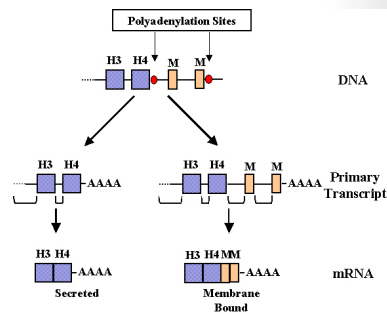 Polyadenylation Sites
H3 H4 M M
DNA
H3 H4
AAAA
H3 H4 M M
AAAA
Primary
Transcript
H3 H4
AAAA
Secreted
H3 H4 M M
AAAA
Membrane
Bound
mRNA